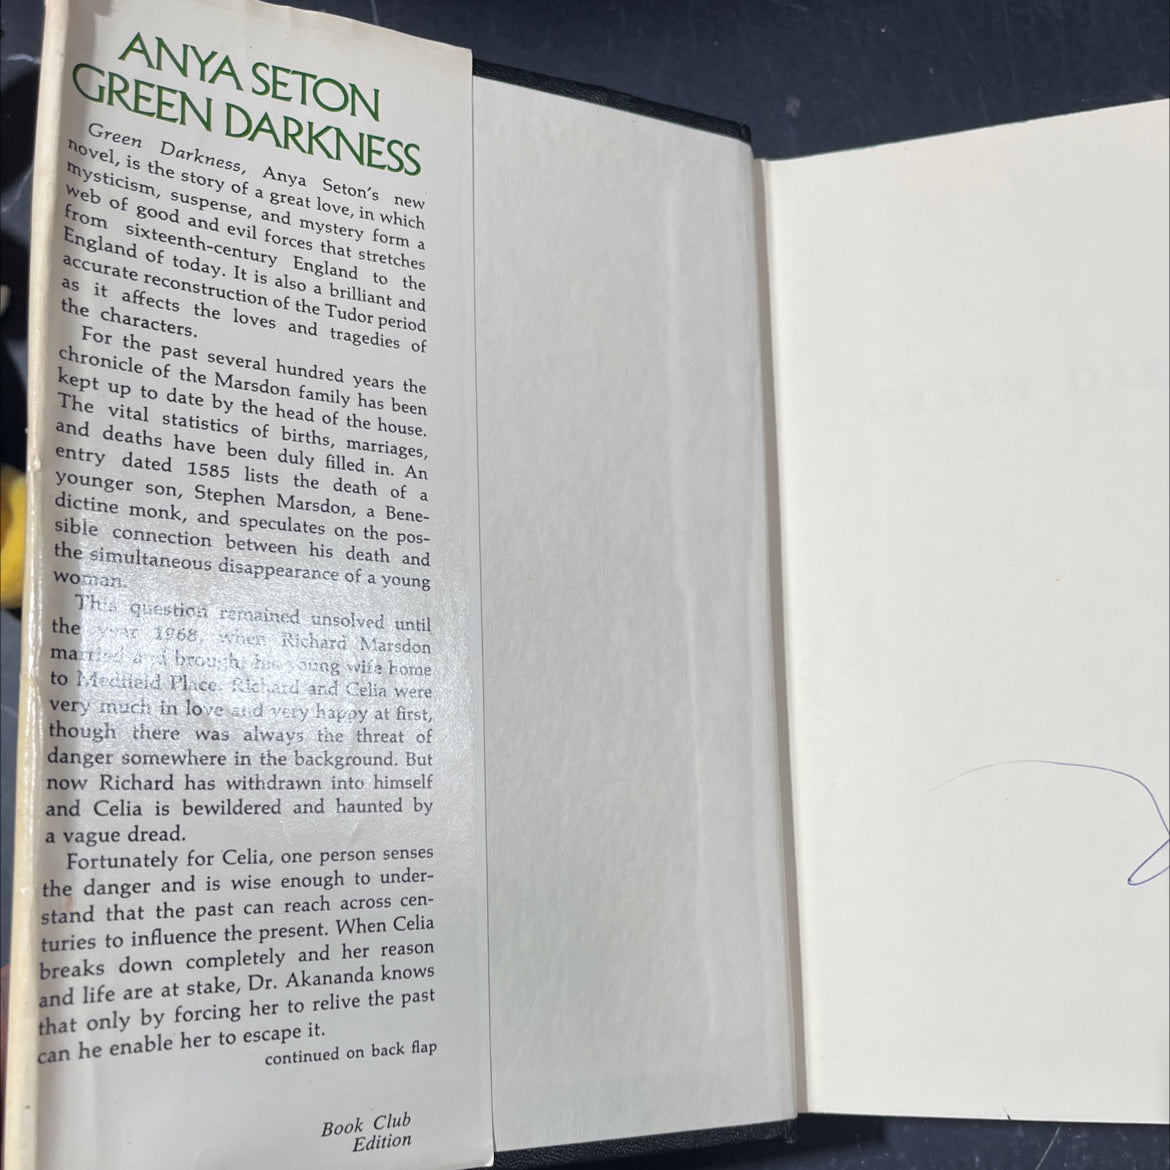 ANYA SETON
GREEN DARKNESS
Green Darkness, Anya Seton's new
novel, is the story of a great love, in which
mysticism, suspense, and mystery form a
web of good and evil forces that stretches
from sixteenth-century England to the
England of today. It is also a brilliant and
accurate reconstruction of the Tudor period
as it affects the loves and tragedies of
the characters.
For the past several hundred years the
chronicle of the Marsdon family has been
kept up to date by the head of the house.
The vital statistics of births, marriages,
and deaths have been duly filled in. An
entry dated 1585 lists the death of a
younger son, Stephen Marsdon, a Bene-
dictine monk, and speculates on the pos-
sible connection between his death and
the simultaneous disappearance of a young
woman.
This question remained unsolved until
the year 1968, when Richard Marsdon
married and brought his young wife home
to Medfield Place. Richard and Celia were
very much in love and very happy at first,
though there was always the threat of
danger somewhere in the background. But
now Richard has withdrawn into himself
and Celia is bewildered and haunted by
a vague dread.
Fortunately for Celia, one person senses
the danger and is wise enough to under-
stand that the past can reach across cen-
turies to influence the present. When Celia
breaks down completely and her reason
and life are at stake, Dr. Akananda knows
that only by forcing her to relive the past
can he enable her to escape it.
continued on back flap
Book Club
Edition